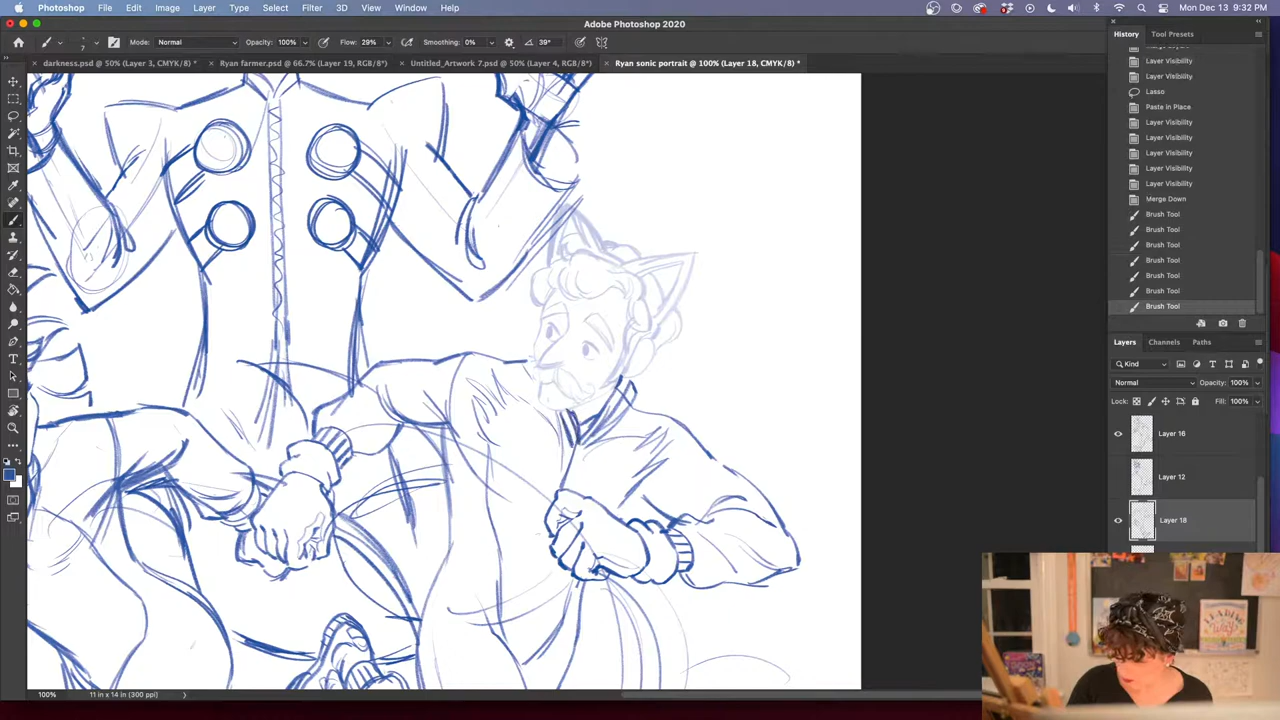 Photoshop File Edit Image Layer Type Select Filter 3D View Window Help
Mon Dec 13 9:32 PM
Adobe Photoshop 2020
7 Mode: Normal Opacity: 100% Flow: 29% Smoothing: 0% 39°
darkness.psd @ 50% (Layer 3, CMYK/8) *
Ryan farmer.psd @ 66.7% (Layer 19, RGB/8*)
Untitled_Artwork 7.psd @ 50% (Layer 4, RGB/8*)
Ryan sonic portrait @ 100% (Layer 18, CMYK/8) *
History Tool Presets
Layer Visibility
Layer Visibility
Lasso
Paste in Place
Layer Visibility
Layer Visibility
Layer Visibility
Layer Visibility
Layer Visibility
Merge Down
Brush Tool
Brush Tool
Brush Tool
Brush Tool
Brush Tool
Brush Tool
Brush Tool
Layers Channels Paths
Kind
Normal Opacity: 100%
Lock: Fill: 100%
Layer 16
Layer 12
Layer 18
READING
100% 11 in x 14 in (300 ppi)